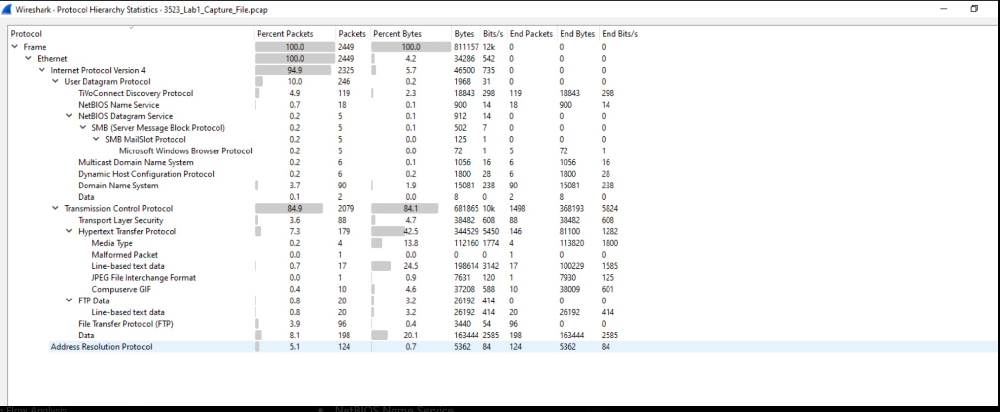 Wireshark · Protocol Hierarchy Statistics · 3523_Lab1_Capture_File.pcap
Protocol Percent Packets Packets Percent Bytes Bytes Bits/s End Packets End Bytes End Bits/s
Frame 100.0 2449 100.0 811157 12k 0 0 0
Ethernet 100.0 2449 4.2 34286 542 0 0 0
Internet Protocol Version 4 94.9 2325 5.7 46500 735 0 0 0
User Datagram Protocol 10.0 246 0.2 1968 31 0 0 0
TiVoConnect Discovery Protocol 4.9 119 2.3 18843 298 119 18843 298
NetBIOS Name Service 0.7 18 0.1 900 14 18 900 14
NetBIOS Datagram Service 0.2 5 0.1 912 14 0 0 0
SMB (Server Message Block Protocol) 0.2 5 0.1 502 7 0 0 0
SMB MailSlot Protocol 0.2 5 0.0 125 1 0 0 0
Microsoft Windows Browser Protocol 0.2 5 0.0 72 1 5 72 1
Multicast Domain Name System 0.2 6 0.1 1056 16 6 1056 16
Dynamic Host Configuration Protocol 0.2 6 0.2 1800 28 6 1800 28
Domain Name System 3.7 90 1.9 15081 238 90 15081 238
Data 0.1 2 0.0 8 0 2 8 0
Transmission Control Protocol 84.9 2079 84.1 681865 10k 1498 368193 5824
Transport Layer Security 3.6 88 4.7 38482 608 88 38482 608
Hypertext Transfer Protocol 7.3 179 42.5 344529 5450 146 81100 1282
Media Type 0.2 4 13.8 112160 1774 4 113820 1800
Malformed Packet 0.0 1 0.0 0 0 1 0 0
Line-based text data 0.7 17 24.5 198614 3142 17 100229 1585
JPEG File Interchange Format 0.0 1 0.9 7631 120 1 7930 125
Compuserve GIF 0.4 10 4.6 37208 588 10 38009 601
FTP Data 0.8 20 3.2 26192 414 0 0 0
Line-based text data 0.8 20 3.2 26192 414 20 26192 414
File Transfer Protocol (FTP) 3.9 96 0.4 3440 54 96 0 0
Data 8.1 198 20.1 163444 2585 198 163444 2585
Address Resolution Protocol 5.1 124 0.7 5362 84 124 5362 84
Flow Analysis • NetBIOS Name Service